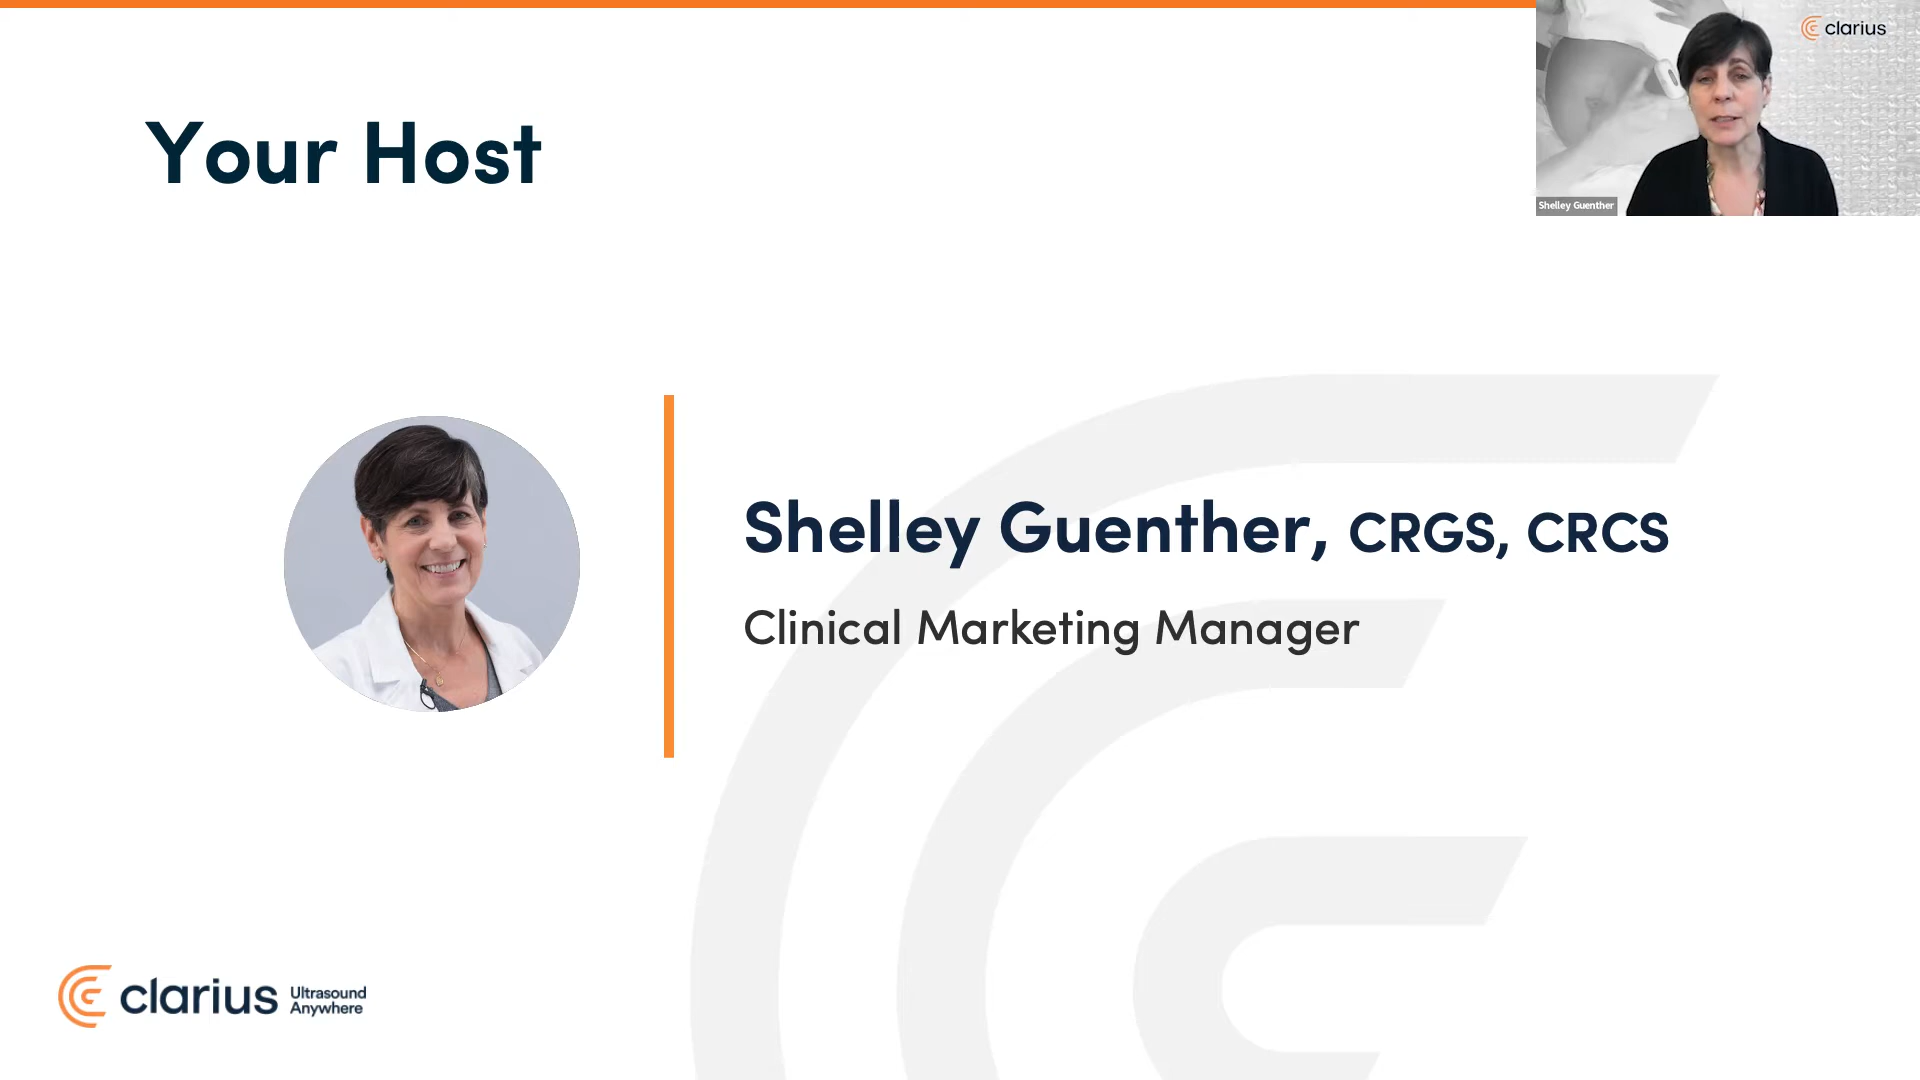 Your Host
clarius
Shelley Guenther
Shelley Guenther, CRGS, CRCS
Clinical Marketing Manager
clarius Ultrasound
Anywhere